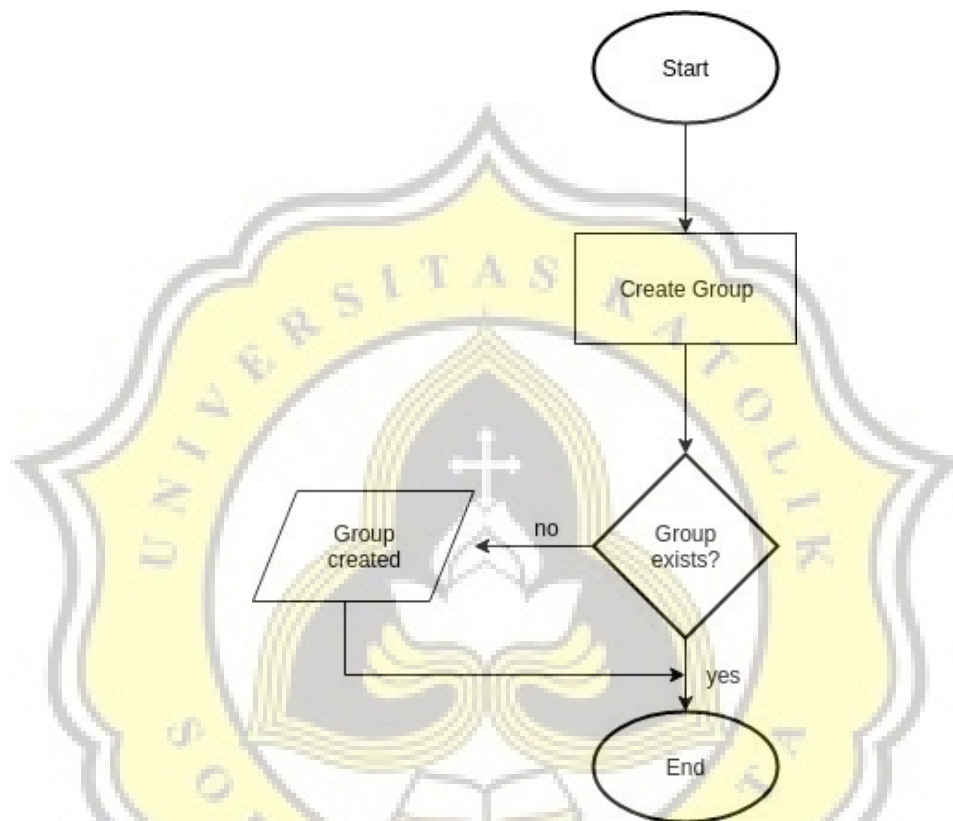 Start
Create Group
Group
exists?
no
Group
created
yes
End
UNIVERSITAS KATOLIK